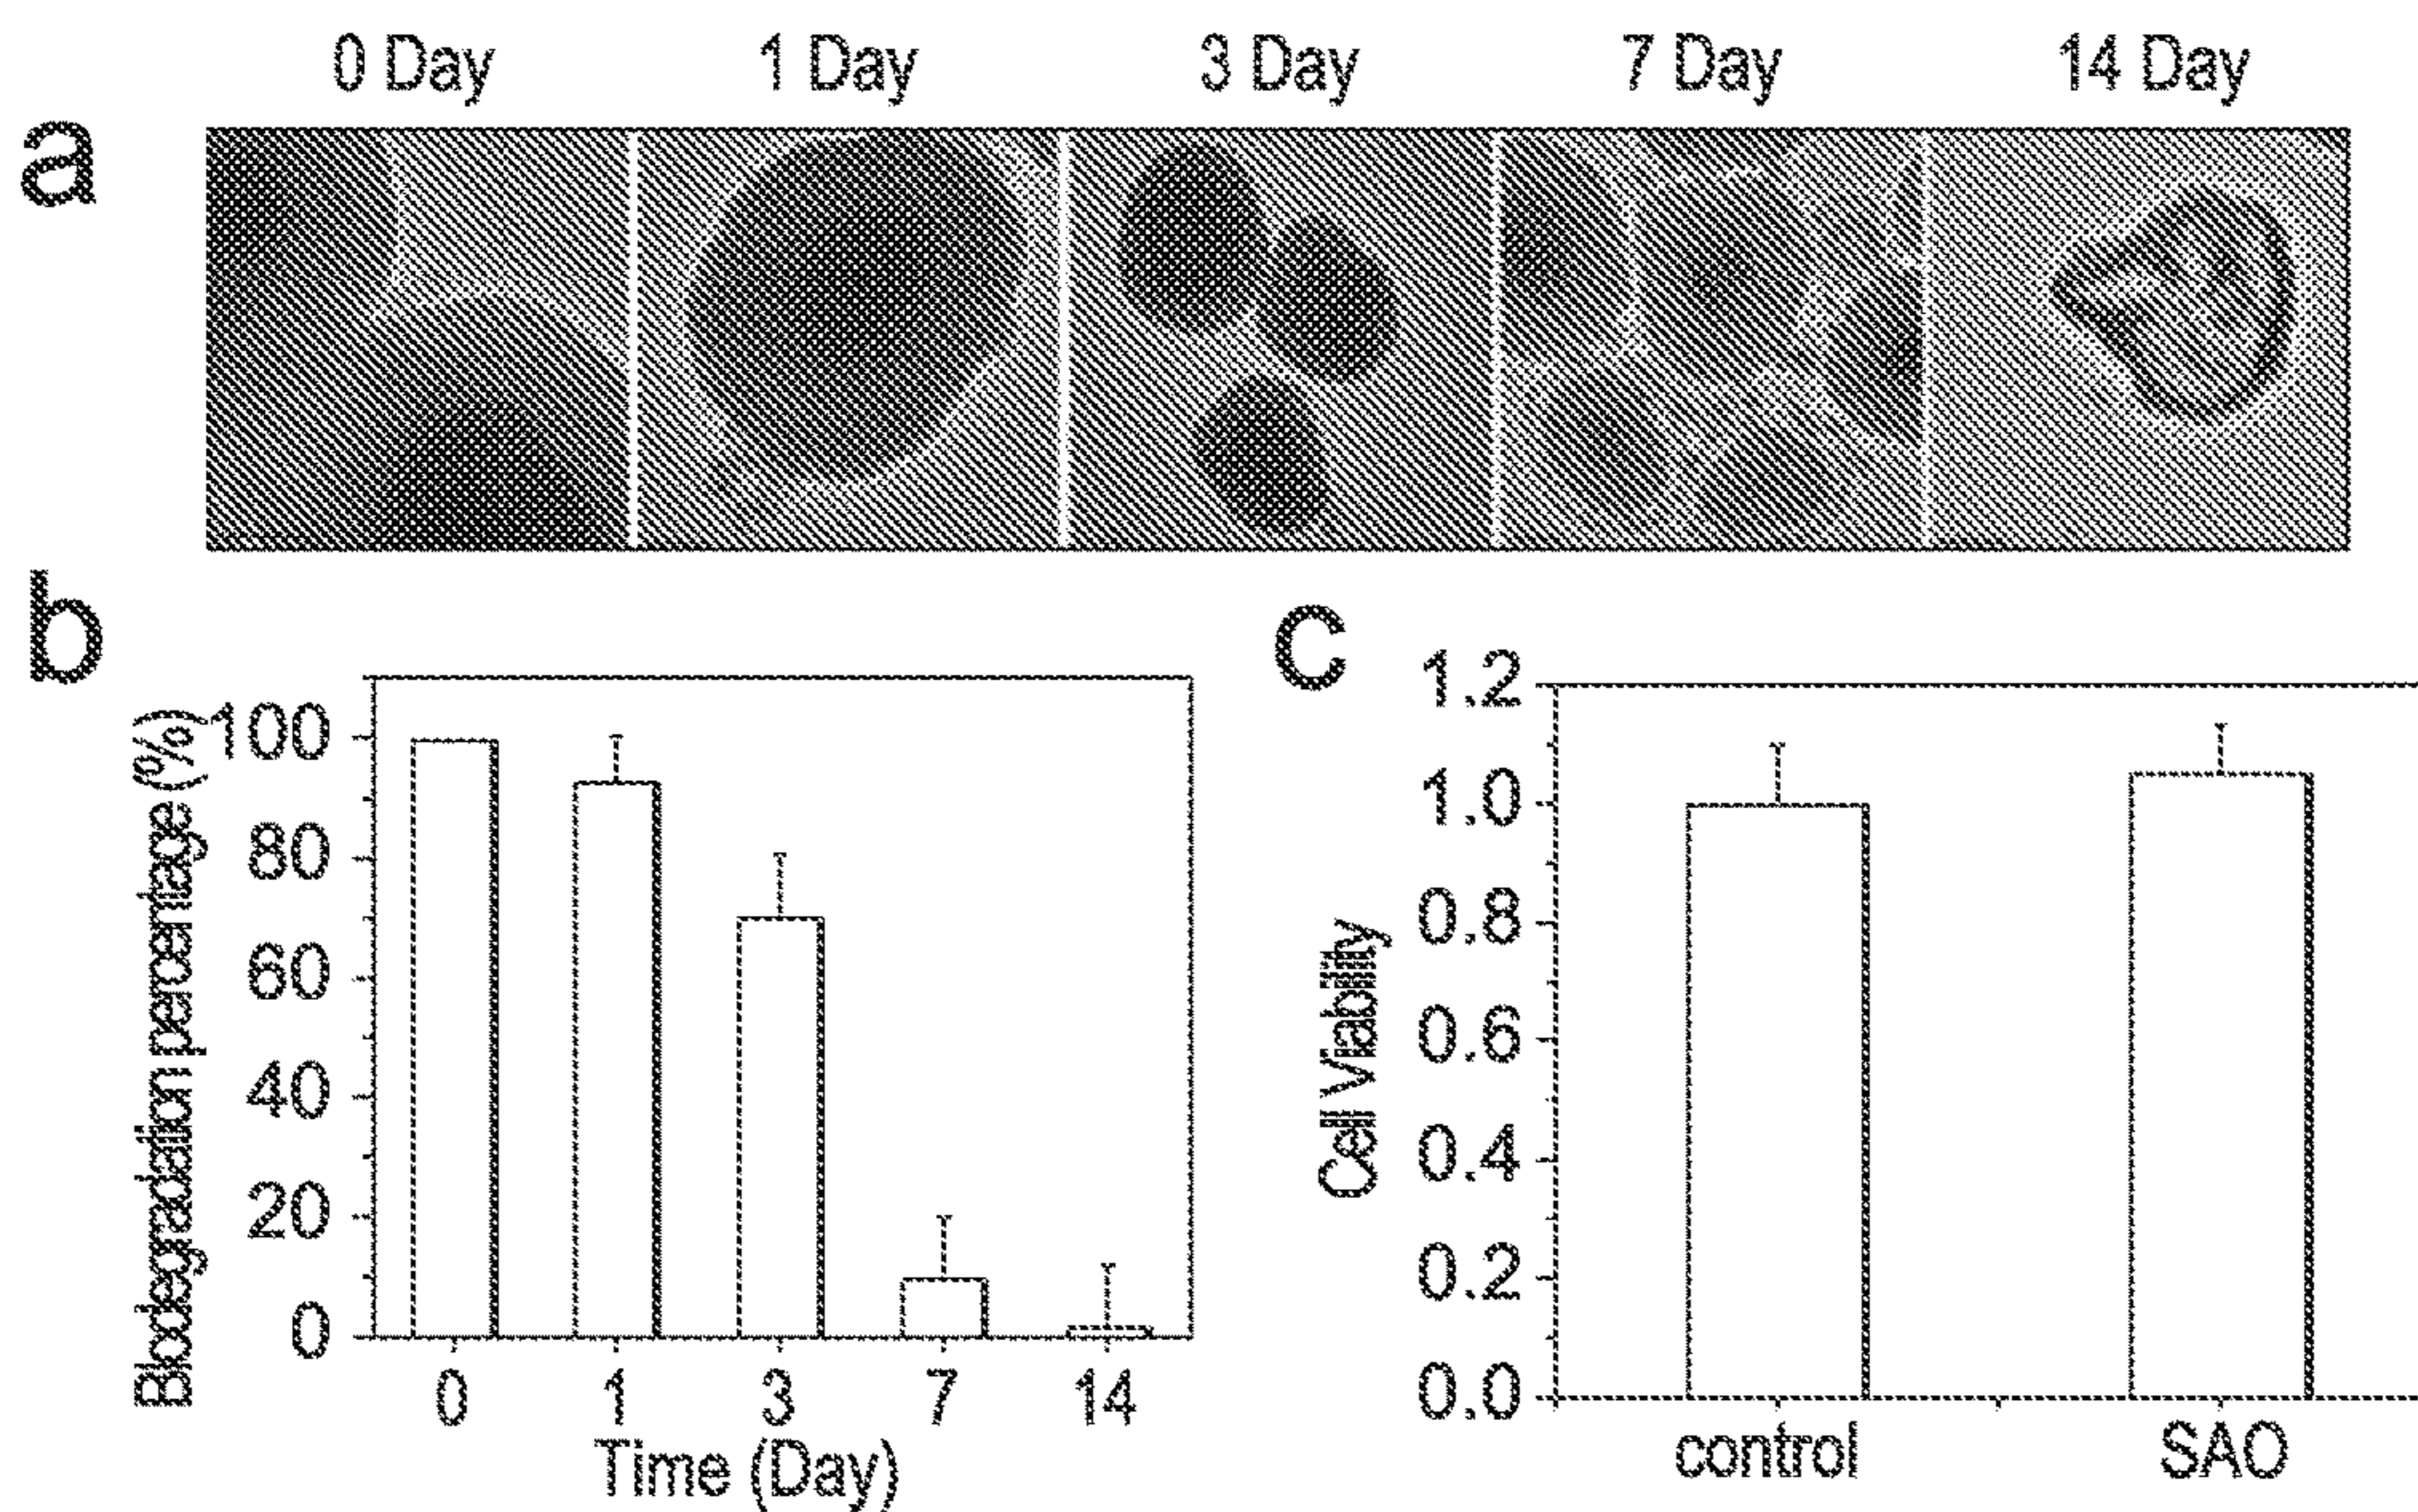 0 Day 1 Day 3 Day 7 Day 14 Day
a
b
Biodegradation percentage (%)
100
80
60
40
20
0
0 1 3 7 14
Time (Day)
c
Cell Viability
1.2
1.0
0.8
0.6
0.4
0.2
0.0
control SAO